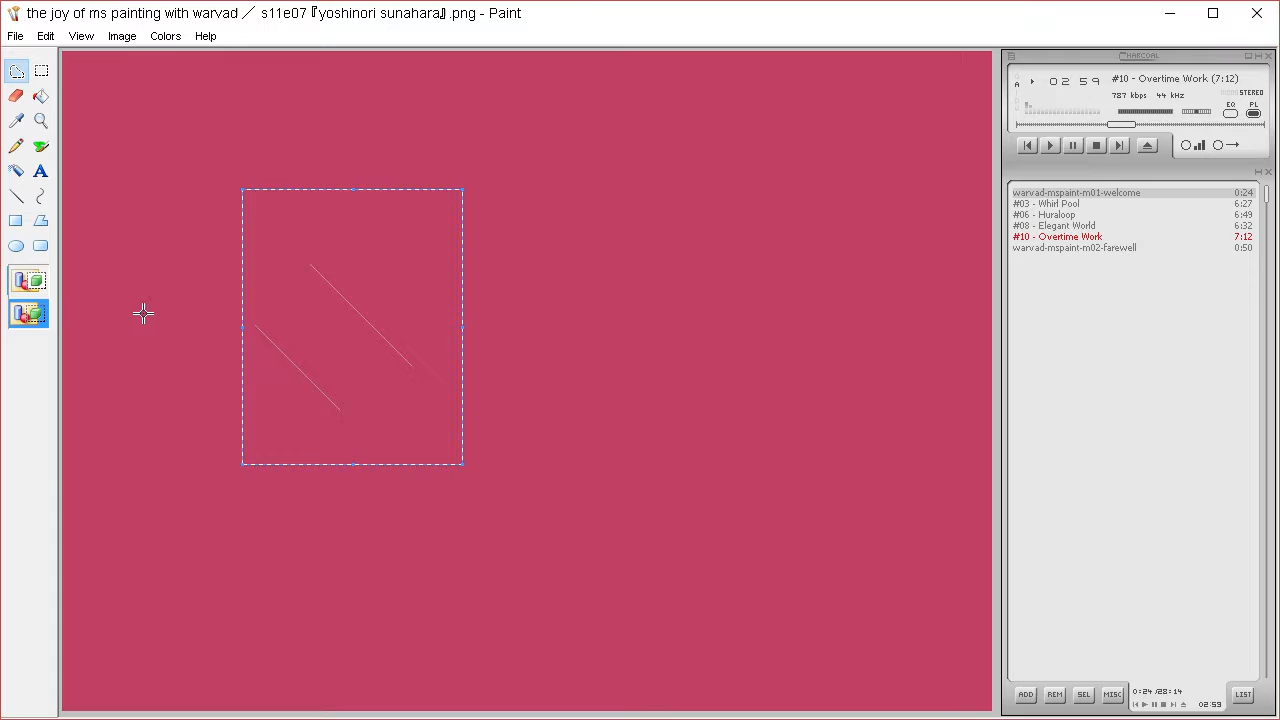 the joy of ms painting with warvad ／ s11e07『yoshinori sunahara』.png - Paint
File Edit View Image Colors Help
CHARCOAL
02 59
#10 - Overtime Work (7:12)
787 kbps 44 kHz
STEREO
EQ PL
warvad-mspaint-m01-welcome 0:24
#03 - Whirl Pool 6:27
#06 - Huraloop 6:49
#08 - Elegant World 6:32
#10 - Overtime Work 7:12
warvad-mspaint-m02-farewell 0:50
ADD REM SEL MISC 0:24/28:14 02:59 LIST